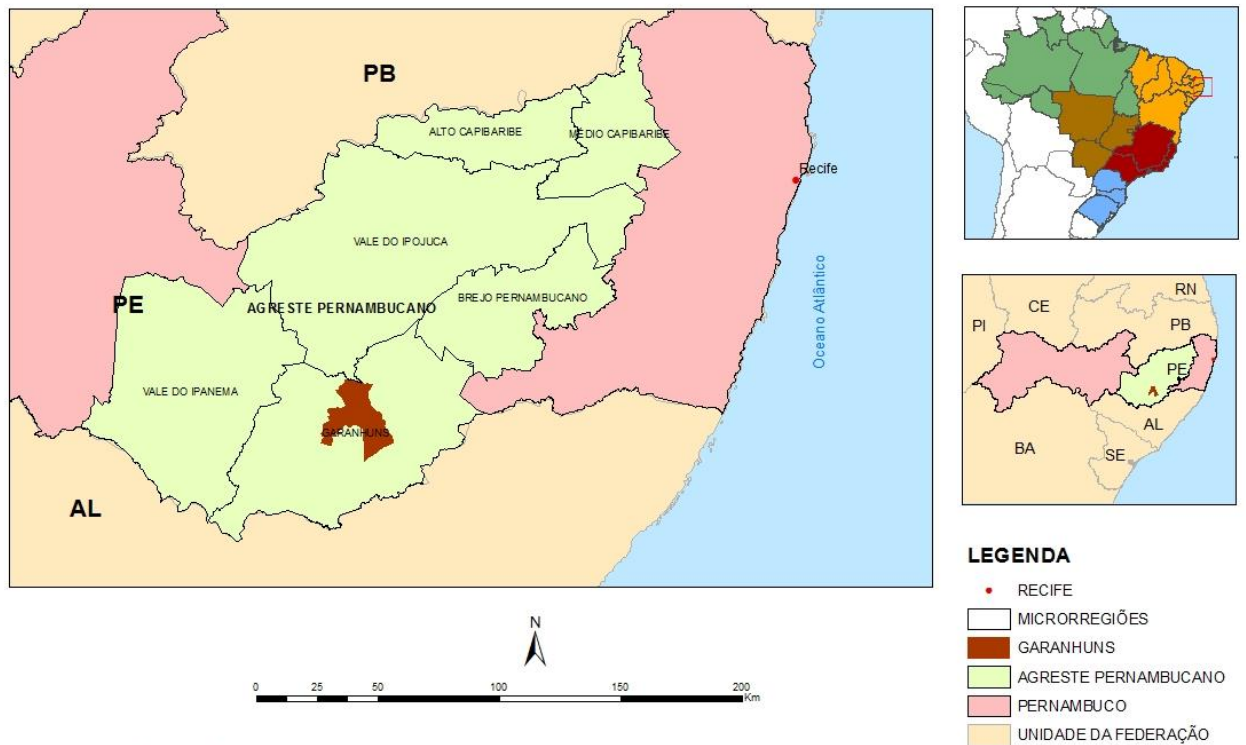 PB
ALTO CAPIBARIBE
MÉDIO CAPIBARIBE
Recife
VALE DO IPOJUCA
PE
AGRESTE PERNAMBUCANO
BREJO PERNAMBUCANO
Oceano Atlântico
VALE DO IPANEMA
GARANHUNS
AL
N
0 25 50 100 150 200
Km
RN
CE
PI
PB
PE
AL
BA
SE
LEGENDA
RECIFE
MICRORREGIÕES
GARANHUNS
AGRESTE PERNAMBUCANO
PERNAMBUCO
UNIDADE DA FEDERAÇÃO